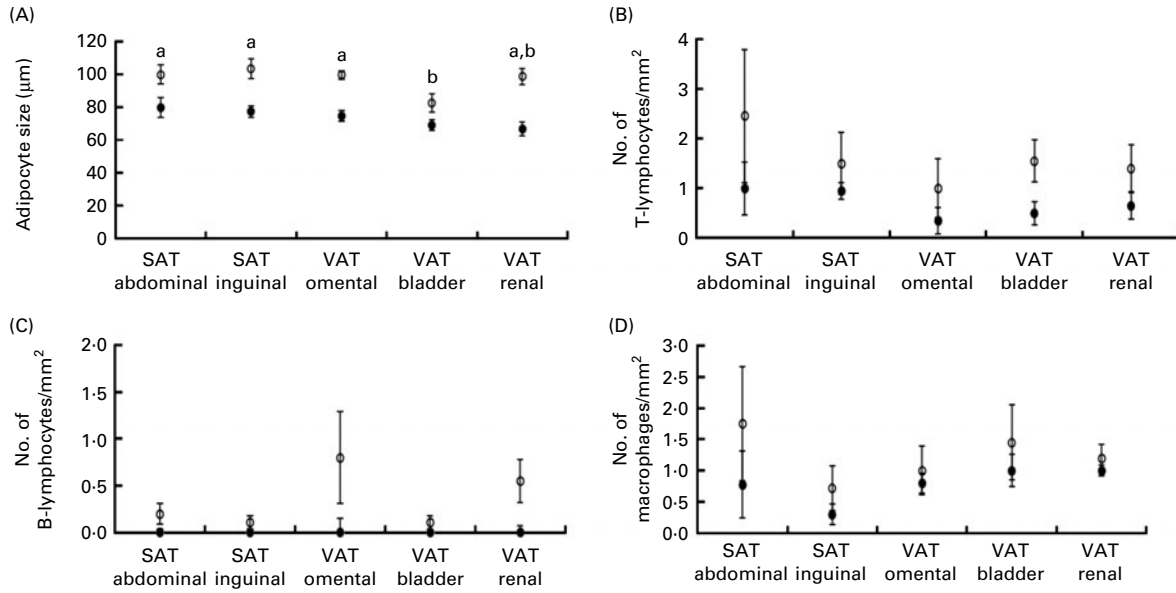 (A)
Adipocyte size (μm)
120
100
80
60
40
20
0
a
a
a
b
a,b
SAT
abdominal
SAT
inguinal
VAT
omental
VAT
bladder
VAT
renal
(B)
No. of
T-lymphocytes/mm²
4
3
2
1
0
SAT
abdominal
SAT
inguinal
VAT
omental
VAT
bladder
VAT
renal
(C)
No. of
B-lymphocytes/mm²
2·0
1·5
1·0
0·5
0·0
SAT
abdominal
SAT
inguinal
VAT
omental
VAT
bladder
VAT
renal
(D)
No. of
macrophages/mm²
3·0
2·5
2·0
1·5
1·0
0·5
0·0
SAT
abdominal
SAT
inguinal
VAT
omental
VAT
bladder
VAT
renal